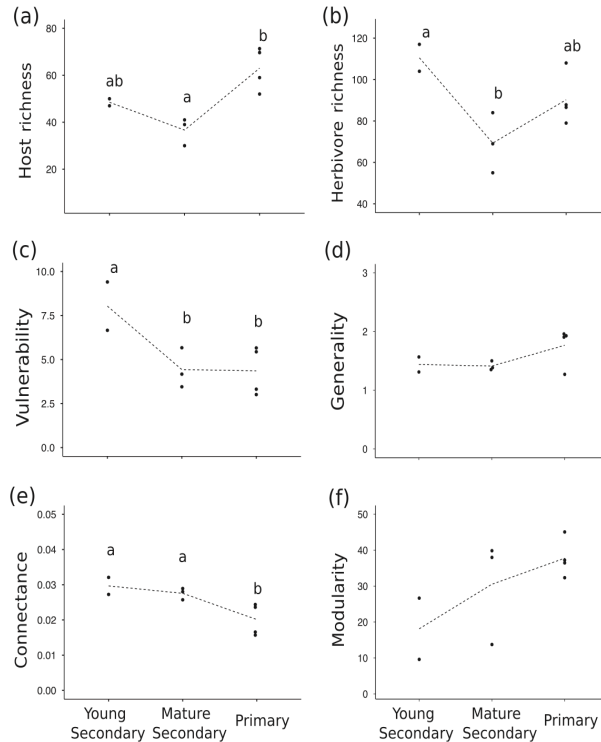 (a)
Host richness
80
60
40
20
ab
a
b
(b)
Herbivore richness
120
100
80
60
40
a
b
ab
(c)
Vulnerability
10.0
7.5
5.0
2.5
0.0
a
b
b
(d)
Generality
3
2
1
0
(e)
Connectance
0.05
0.04
0.03
0.02
0.01
0.00
a
a
b
Young
Secondary
Mature
Secondary
Primary
(f)
Modularity
50
40
30
20
10
0
Young
Secondary
Mature
Secondary
Primary